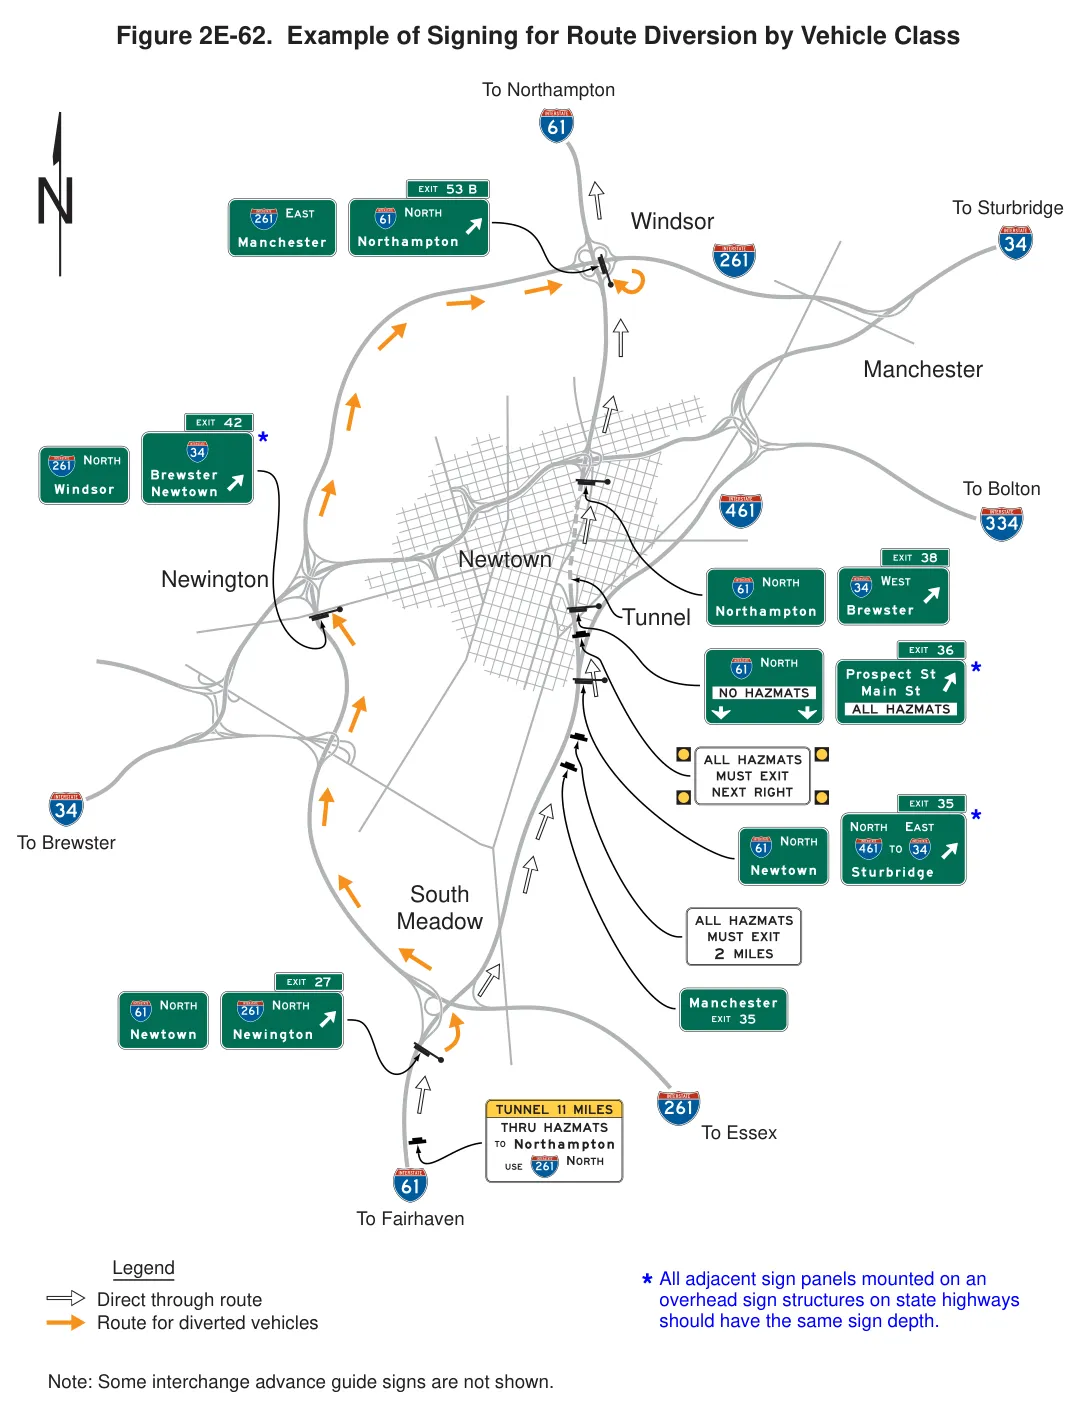 Figure 2E-62.  Example of Signing for Route Diversion by Vehicle Class
To Northampton
INTERSTATE
61
N
EXIT 53 B
261 EAST
Manchester
61 NORTH
Northampton
Windsor
To Sturbridge
INTERSTATE
34
INTERSTATE
261
Manchester
EXIT 42
*
261 NORTH
Windsor
34
Brewster
Newtown
To Bolton
INTERSTATE
334
INTERSTATE
461
Newington
Newtown
Tunnel
EXIT 38
61 NORTH
Northampton
34 WEST
Brewster
EXIT 36
*
61 NORTH
NO HAZMATS
Prospect St
Main St
ALL HAZMATS
ALL HAZMATS
MUST EXIT
NEXT RIGHT
INTERSTATE
34
To Brewster
EXIT 35
*
61 NORTH
Newtown
NORTH EAST
461 TO 34
Sturbridge
South
Meadow
ALL HAZMATS
MUST EXIT
2 MILES
Manchester
EXIT 35
EXIT 27
61 NORTH
Newtown
261 NORTH
Newington
INTERSTATE
261
To Essex
TUNNEL 11 MILES
THRU HAZMATS
TO Northampton
USE 261 NORTH
INTERSTATE
61
To Fairhaven
Legend
Direct through route
Route for diverted vehicles
* All adjacent sign panels mounted on an
overhead sign structures on state highways
should have the same sign depth.
Note: Some interchange advance guide signs are not shown.